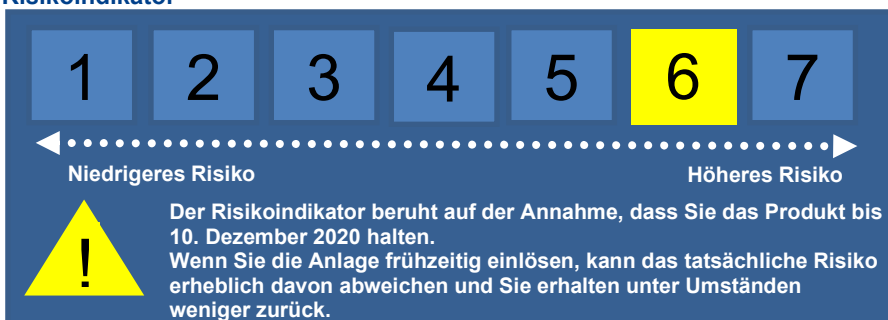 Risikoindikator
1 2 3 4 5 6 7
Niedrigeres Risiko Höheres Risiko
!
Der Risikoindikator beruht auf der Annahme, dass Sie das Produkt bis
10. Dezember 2020 halten.
Wenn Sie die Anlage frühzeitig einlösen, kann das tatsächliche Risiko
erheblich davon abweichen und Sie erhalten unter Umständen
weniger zurück.